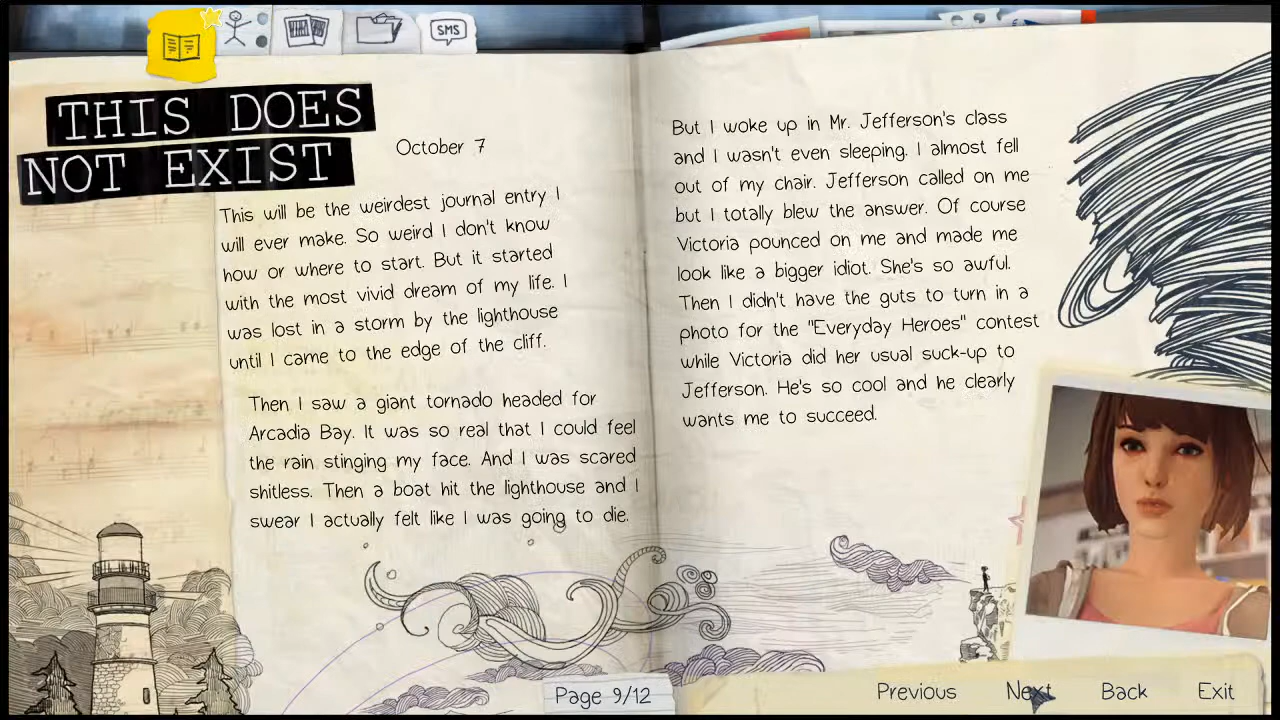 SMS
THIS DOES
NOT EXIST
October 7
This will be the weirdest journal entry I
will ever make. So weird I don't know
how or where to start. But it started
with the most vivid dream of my life. I
was lost in a storm by the lighthouse
until I came to the edge of the cliff.
Then I saw a giant tornado headed for
Arcadia Bay. It was so real that I could feel
the rain stinging my face. And I was scared
shitless. Then a boat hit the lighthouse and I
swear I actually felt like I was going to die.
But I woke up in Mr. Jefferson's class
and I wasn't even sleeping. I almost fell
out of my chair. Jefferson called on me
but I totally blew the answer. Of course
Victoria pounced on me and made me
look like a bigger idiot. She's so awful.
Then I didn't have the guts to turn in a
photo for the "Everyday Heroes" contest
while Victoria did her usual suck-up to
Jefferson. He's so cool and he clearly
wants me to succeed.
Page 9/12
Previous Next Back Exit